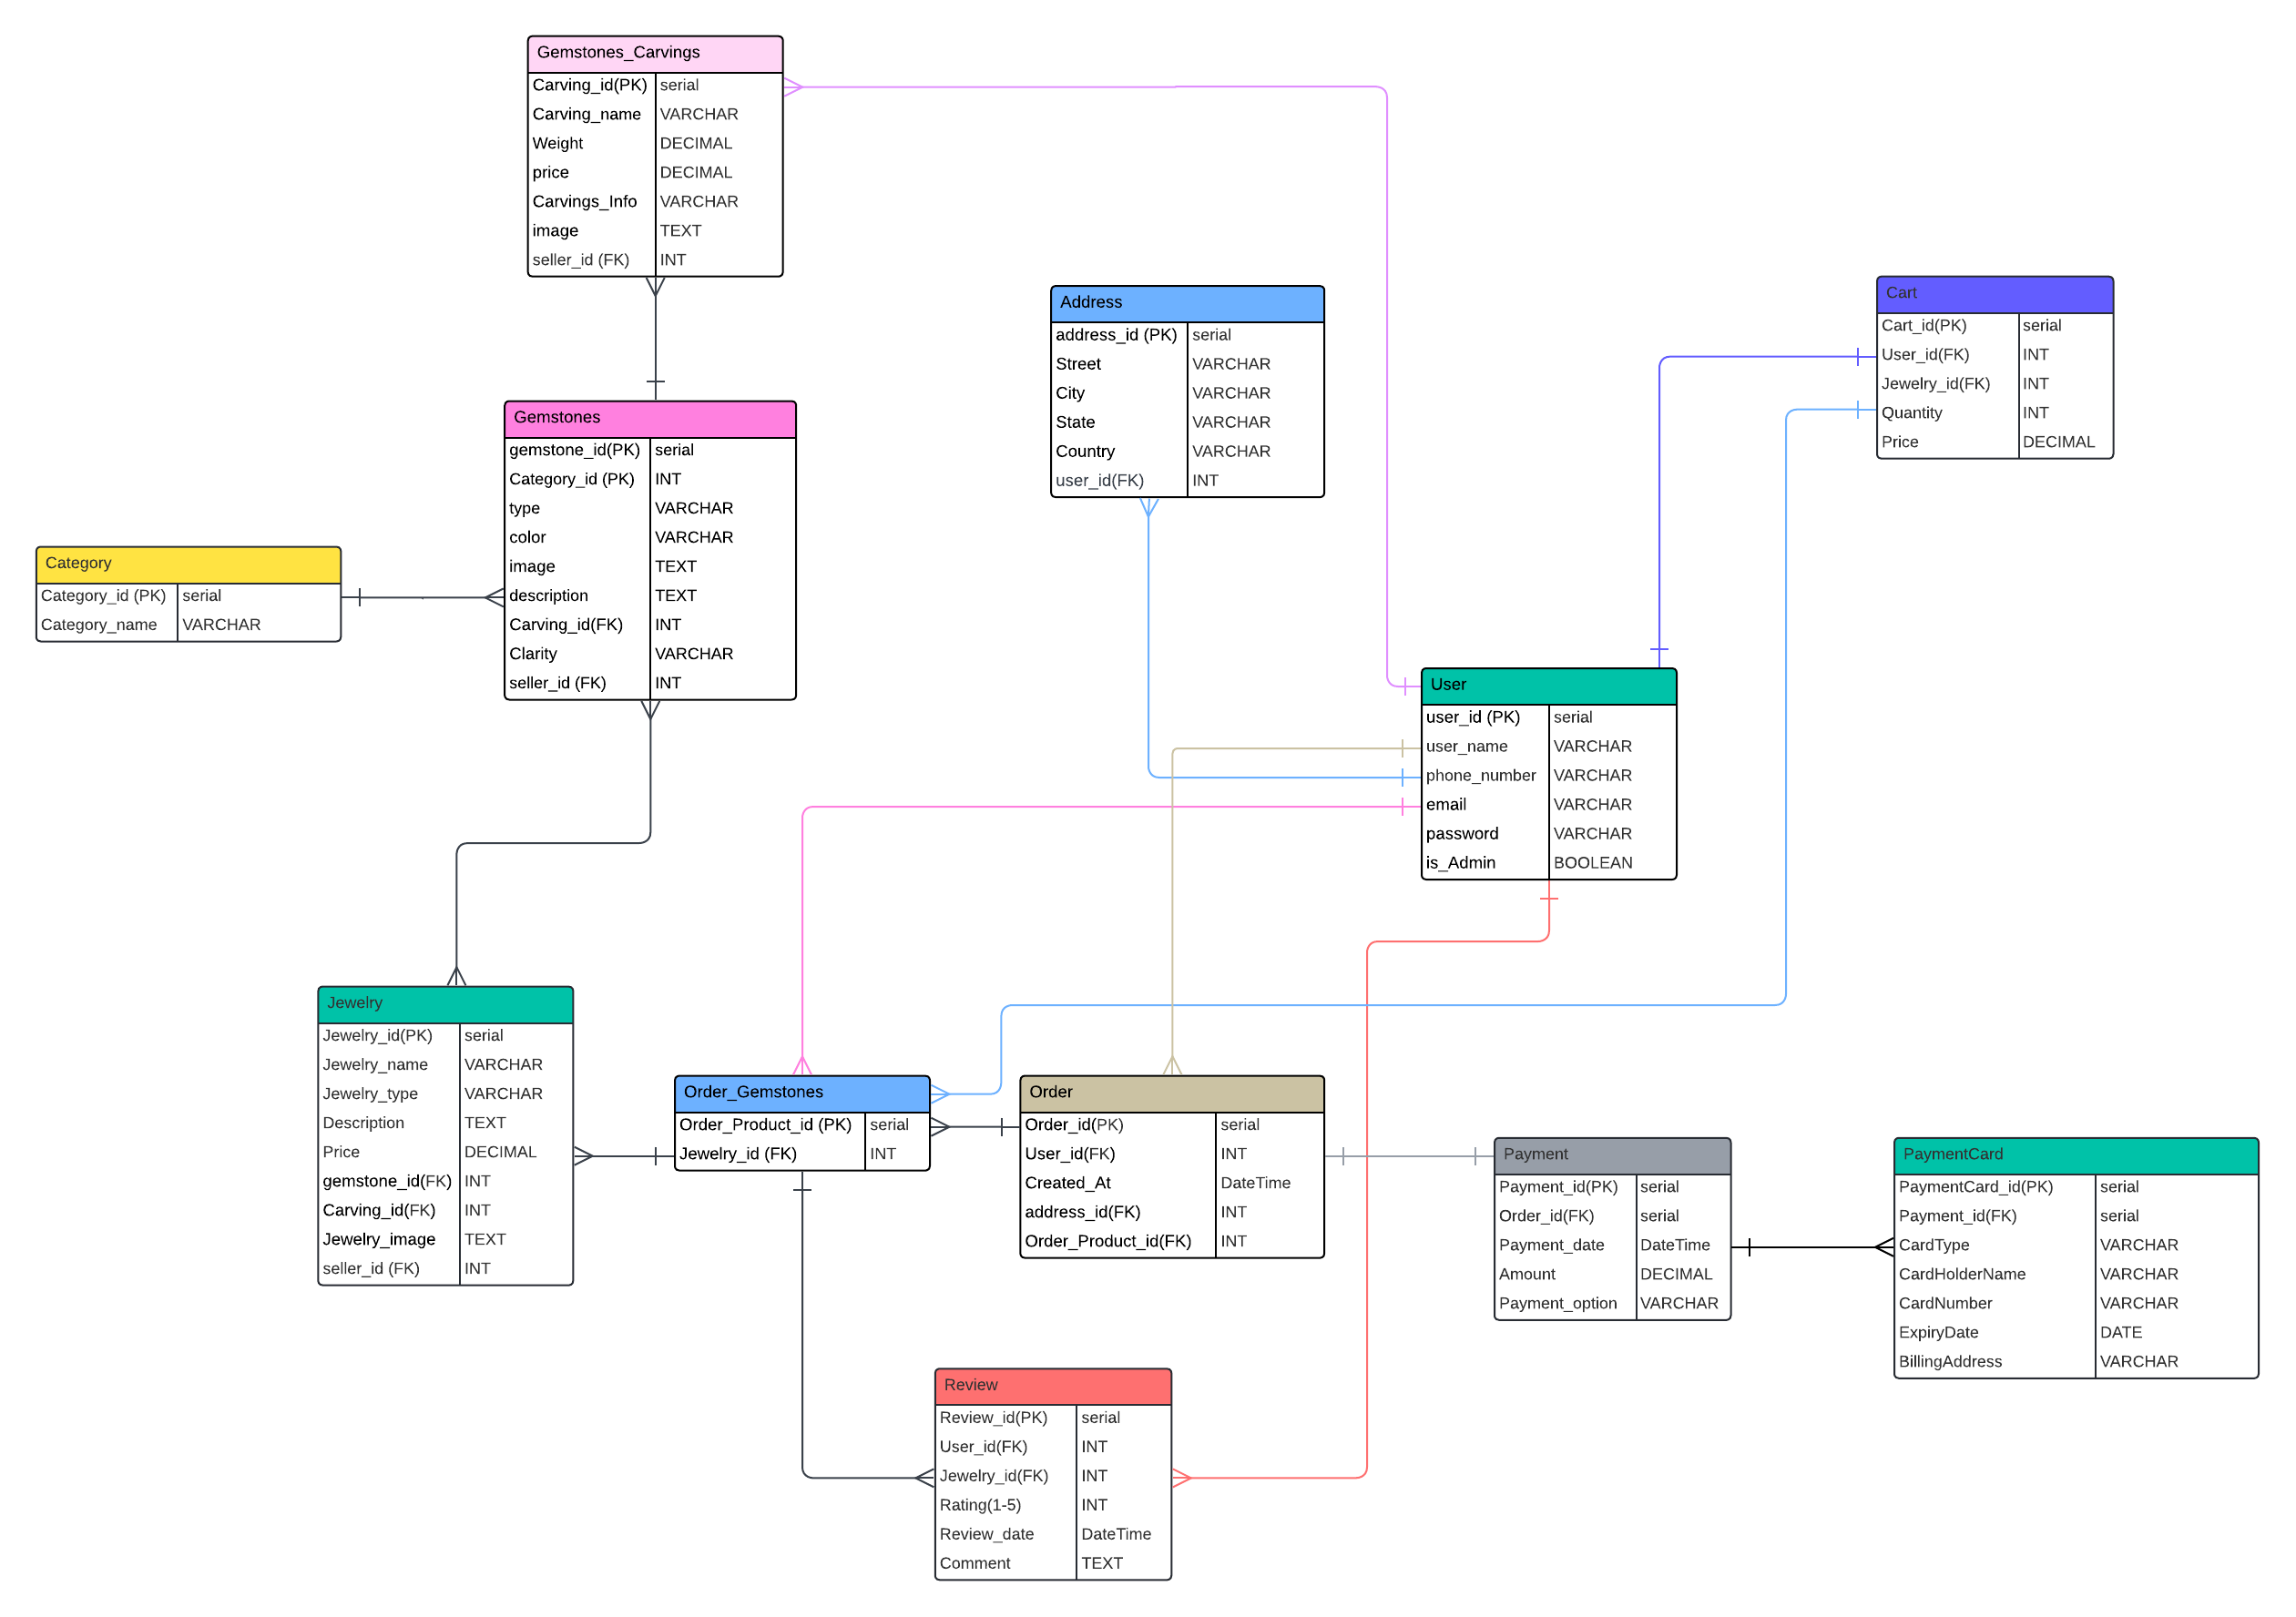 Gemstones_Carvings
Carving_id(PK) serial
Carving_name VARCHAR
Weight DECIMAL
price DECIMAL
Carvings_Info VARCHAR
image TEXT
seller_id (FK) INT
Address
address_id (PK) serial
Street VARCHAR
City VARCHAR
State VARCHAR
Country VARCHAR
user_id(FK) INT
Cart
Cart_id(PK) serial
User_id(FK) INT
Jewelry_id(FK) INT
Quantity INT
Price DECIMAL
Gemstones
gemstone_id(PK) serial
Category_id (PK) INT
type VARCHAR
color VARCHAR
image TEXT
description TEXT
Carving_id(FK) INT
Clarity VARCHAR
seller_id (FK) INT
Category
Category_id (PK) serial
Category_name VARCHAR
User
user_id (PK) serial
user_name VARCHAR
phone_number VARCHAR
email VARCHAR
password VARCHAR
is_Admin BOOLEAN
Jewelry
Jewelry_id(PK) serial
Jewelry_name VARCHAR
Jewelry_type VARCHAR
Description TEXT
Price DECIMAL
gemstone_id(FK) INT
Carving_id(FK) INT
Jewelry_image TEXT
seller_id (FK) INT
Order_Gemstones
Order_Product_id (PK) serial
Jewelry_id (FK) INT
Order
Order_id(PK) serial
User_id(FK) INT
Created_At DateTime
address_id(FK) INT
Order_Product_id(FK) INT
Payment
Payment_id(PK) serial
Order_id(FK) serial
Payment_date DateTime
Amount DECIMAL
Payment_option VARCHAR
PaymentCard
PaymentCard_id(PK) serial
Payment_id(FK) serial
CardType VARCHAR
CardHolderName VARCHAR
CardNumber VARCHAR
ExpiryDate DATE
BillingAddress VARCHAR
Review
Review_id(PK) serial
User_id(FK) INT
Jewelry_id(FK) INT
Rating(1-5) INT
Review_date DateTime
Comment TEXT